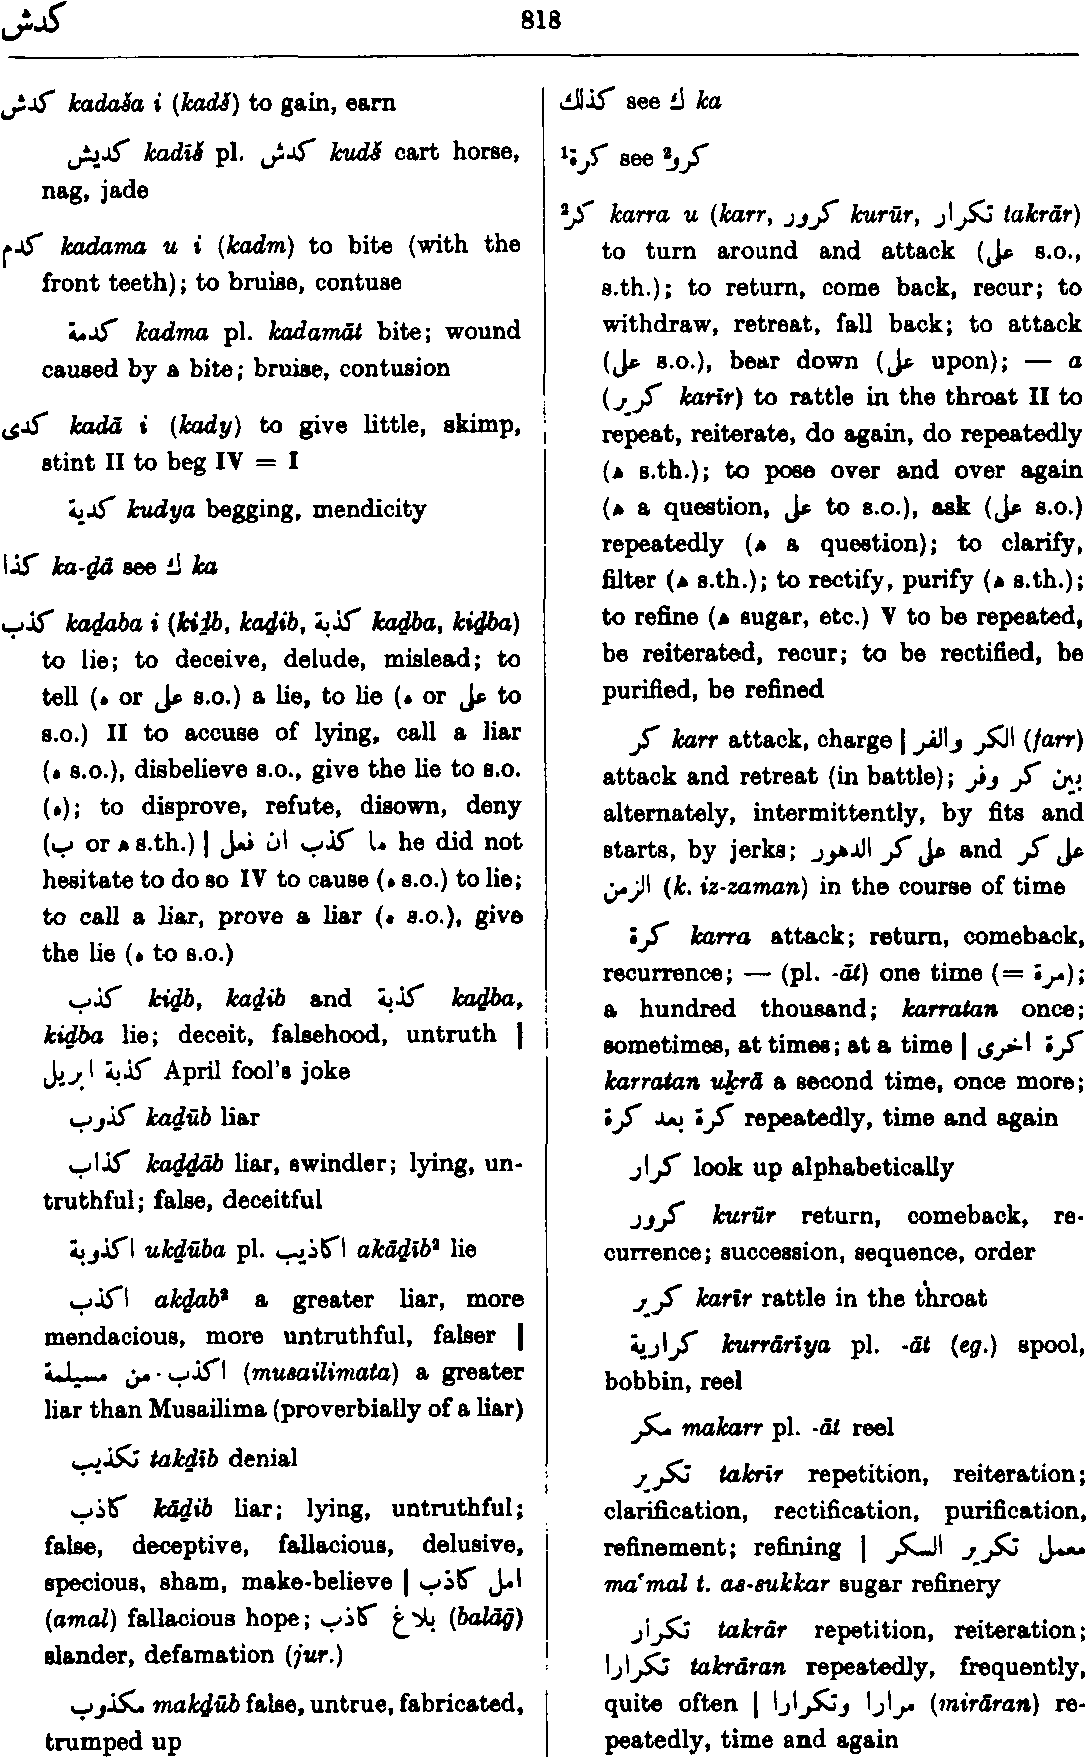 كدش
818
كدش kadaša i (kadš) to gain, earn
كديش kadīš pl. كدش kudš cart horse,
nag, jade
كدم kadama u i (kadm) to bite (with the
front teeth); to bruise, contuse
كدمة kadma pl. kadamāt bite; wound
caused by a bite; bruise, contusion
كدى kadā i (kady) to give little, skimp,
stint II to beg IV = I
كدية kudya begging, mendicity
كذا ka-ḏā see ك ka
كذب kaḏaba i (kiḏb, kaḏib, كذبة kaḏba, kiḏba)
to lie; to deceive, delude, mislead; to
tell (ه or على s.o.) a lie, to lie (ه or على to
s.o.) II to accuse of lying, call a liar
(ه s.o.), disbelieve s.o., give the lie to s.o.
(ه); to disprove, refute, disown, deny
(ب or ه s.th.) | ما كذب ان فعل he did not
hesitate to do so IV to cause (ه s.o.) to lie;
to call a liar, prove a liar (ه s.o.), give
the lie (ه to s.o.)
كذب kiḏb, kaḏib and كذبة kaḏba,
kiḏba lie; deceit, falsehood, untruth |
كذبة ابريل April fool's joke
كذوب kaḏūb liar
كذاب kaḏḏāb liar, swindler; lying, un-
truthful; false, deceitful
اكذوبة ukḏūba pl. اكاذيب akāḏīb² lie
اكذب akḏab² a greater liar, more
mendacious, more untruthful, falser |
اكذب من مسيلمة (musailimata) a greater
liar than Musailima (proverbially of a liar)
تكذيب takḏīb denial
كاذب kāḏib liar; lying, untruthful;
false, deceptive, fallacious, delusive,
specious, sham, make-believe | امل كاذب
(amal) fallacious hope; بلاغ كاذب (balāḡ)
slander, defamation (jur.)
مكذوب makḏūb false, untrue, fabricated,
trumped up
كذلك see ك ka
كرة¹ see كرو²
كر² karra u (karr, كرور kurūr, تكرار takrār)
to turn around and attack (على s.o.,
s.th.); to return, come back, recur; to
withdraw, retreat, fall back; to attack
(على s.o.), bear down (على upon); — a
(كرير karīr) to rattle in the throat II to
repeat, reiterate, do again, do repeatedly
(ه s.th.); to pose over and over again
(ه a question, على to s.o.), ask (على s.o.)
repeatedly (ه a question); to clarify,
filter (ه s.th.); to rectify, purify (ه s.th.);
to refine (ه sugar, etc.) V to be repeated,
be reiterated, recur; to be rectified, be
purified, be refined
كر karr attack, charge | الكر والفر (farr)
attack and retreat (in battle); بين كر وفر
alternately, intermittently, by fits and
starts, by jerks; على كر الدهور and على كر
الزمن (k. iz-zaman) in the course of time
كرة karra attack; return, comeback,
recurrence; — (pl. -āt) one time (= مرة);
a hundred thousand; karratan once;
sometimes, at times; at a time | كرة اخرى
karratan uḵrā a second time, once more;
كرة بعد كرة repeatedly, time and again
كرار look up alphabetically
كرور kurūr return, comeback, re-
currence; succession, sequence, order
كرير karīr rattle in the throat
كرارية kurrārīya pl. -āt (eg.) spool,
bobbin, reel
مكر makarr pl. -āt reel
تكرير takrīr repetition, reiteration;
clarification, rectification, purification,
refinement; refining | معمل تكرير السكر
maʿmal t. as-sukkar sugar refinery
تكرار takrār repetition, reiteration;
تكرارا takrāran repeatedly, frequently,
quite often | مرارا وتكرارا (mirāran) re-
peatedly, time and again